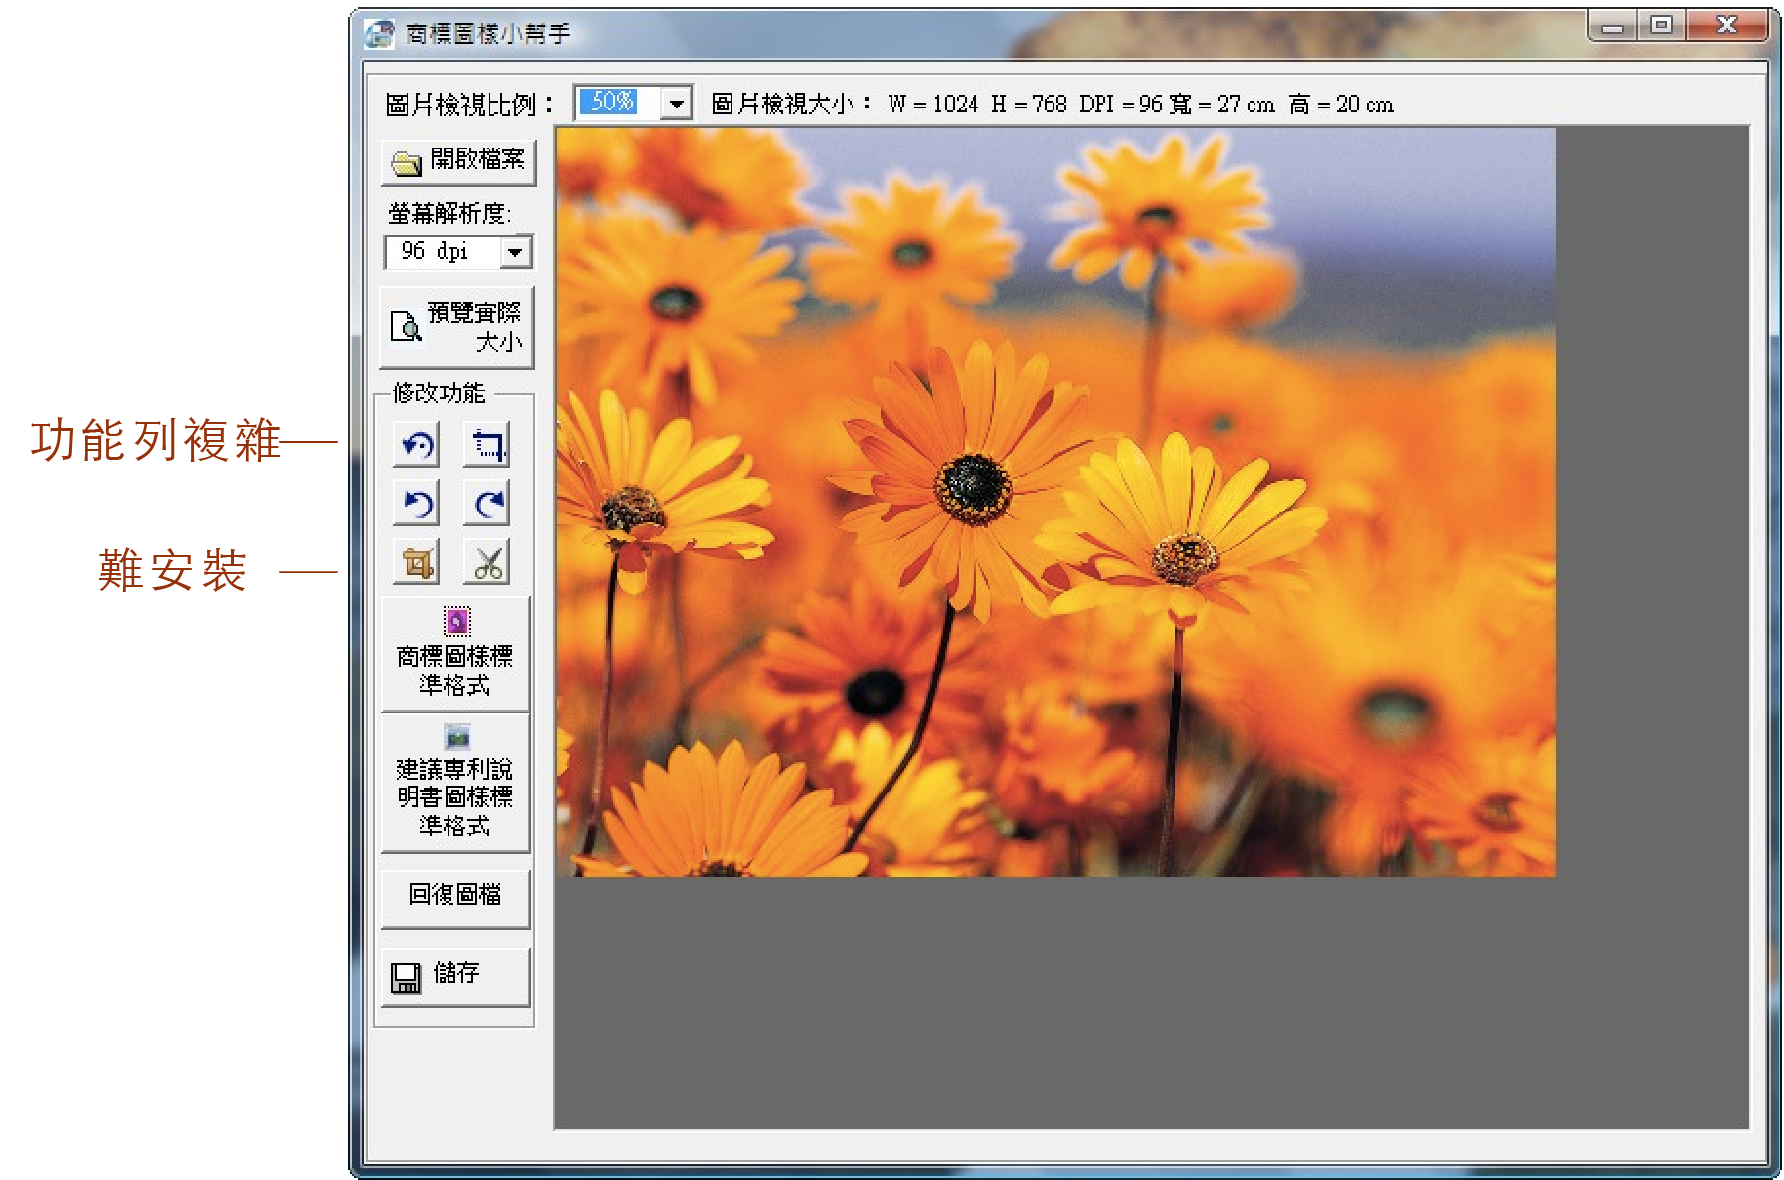 商標圖樣小幫手
圖片檢視比例： 50% 圖片檢視大小： W = 1024 H = 768 DPI = 96 寬 = 27 cm 高 = 20 cm
開啟檔案
螢幕解析度:
96 dpi
預覽實際
大小
修改功能
功能列複雜
難安裝
商標圖樣標
準格式
建議專利說
明書圖樣標
準格式
回復圖檔
儲存